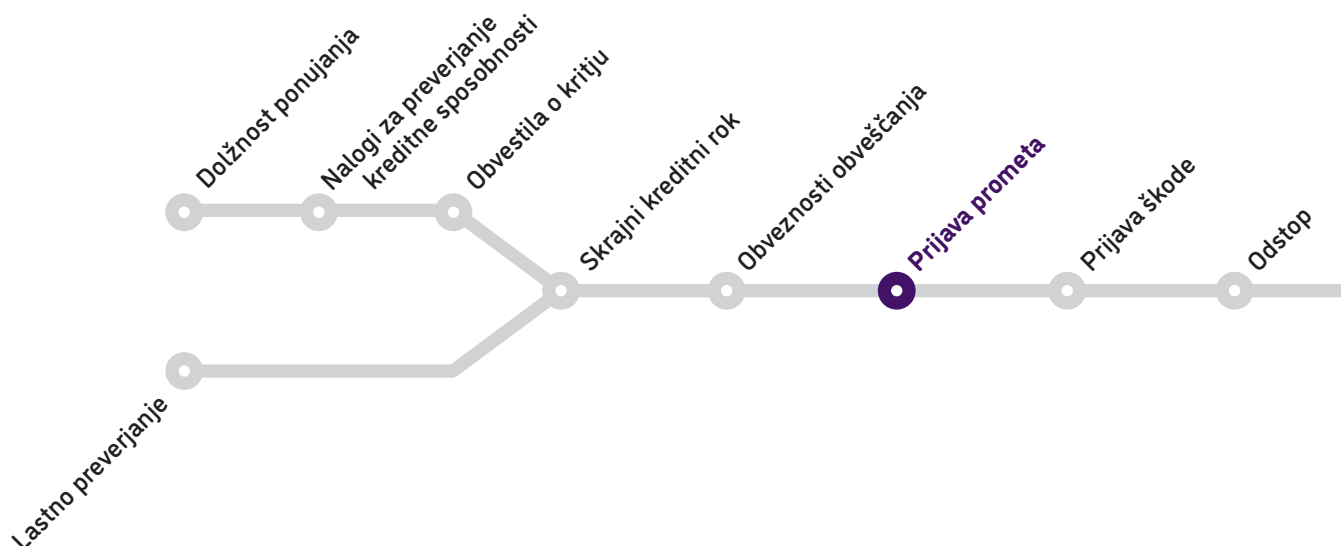 Dolžnost ponujanja
Nalogi za preverjanje
kreditne sposobnosti
Obvestila o kritju
Skrajni kreditni rok
Obveznosti obveščanja
Prijava prometa
Prijava škode
Odstop
Lastno preverjanje